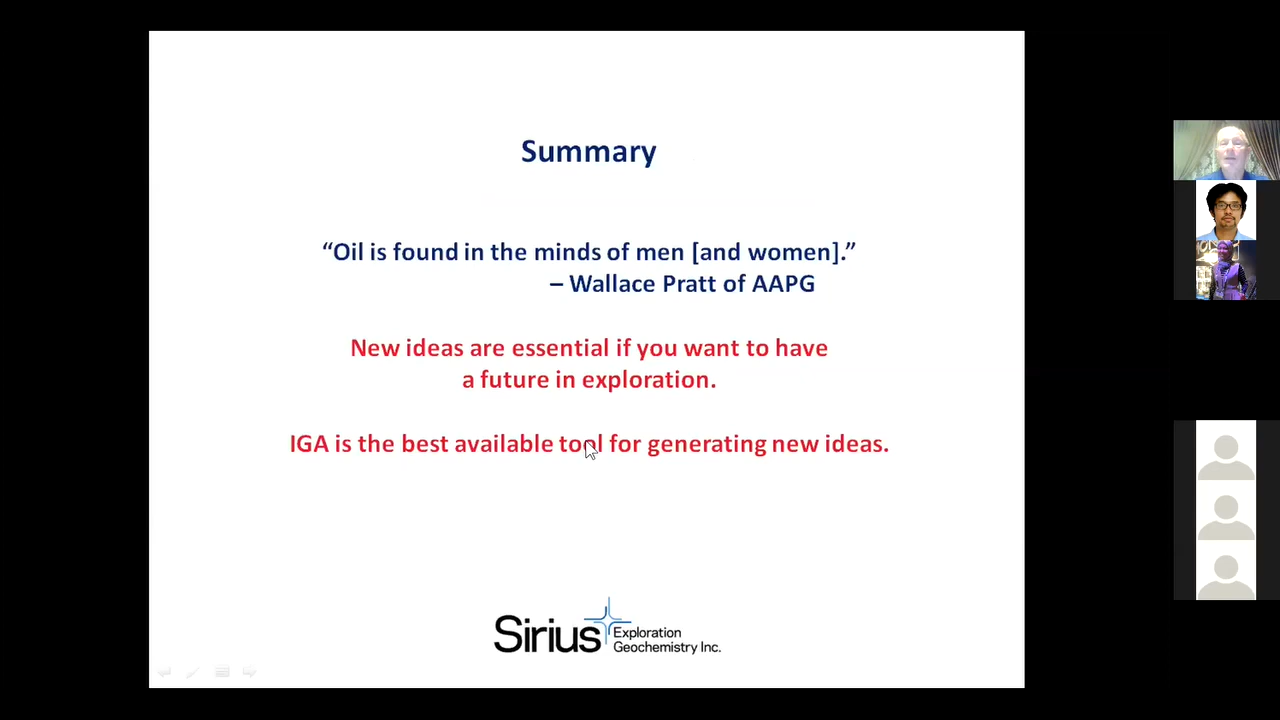 Summary
“Oil is found in the minds of men [and women].”
– Wallace Pratt of AAPG
New ideas are essential if you want to have
a future in exploration.
IGA is the best available tool for generating new ideas.
Sirius
Exploration
Geochemistry Inc.